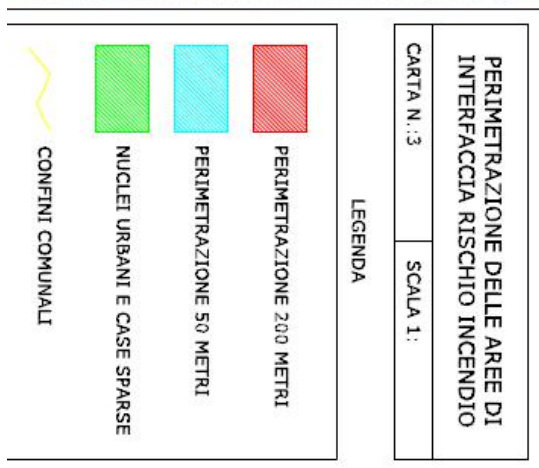 PERIMETRAZIONE DELLE AREE DI
INTERFACCIA RISCHIO INCENDIO
CARTA N.:3
SCALA 1:
LEGENDA
PERIMETRAZIONE 200 METRI
PERIMETRAZIONE 50 METRI
NUCLEI URBANI E CASE SPARSE
CONFINI COMUNALI